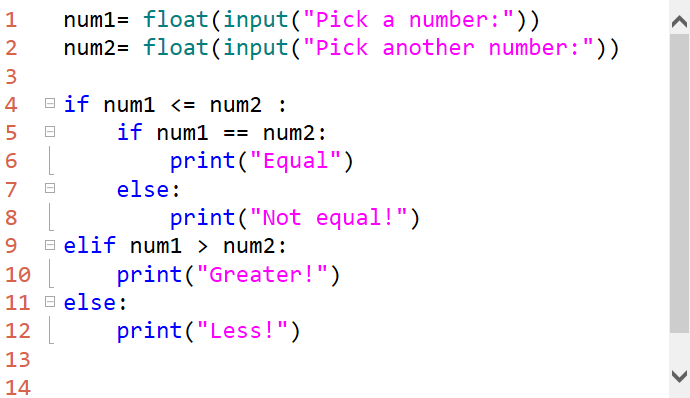 1 num1= float(input("Pick a number:"))
2 num2= float(input("Pick another number:"))
3
4 if num1 <= num2 :
5     if num1 == num2:
6         print("Equal")
7     else:
8         print("Not equal!")
9 elif num1 > num2:
10     print("Greater!")
11 else:
12     print("Less!")
13
14